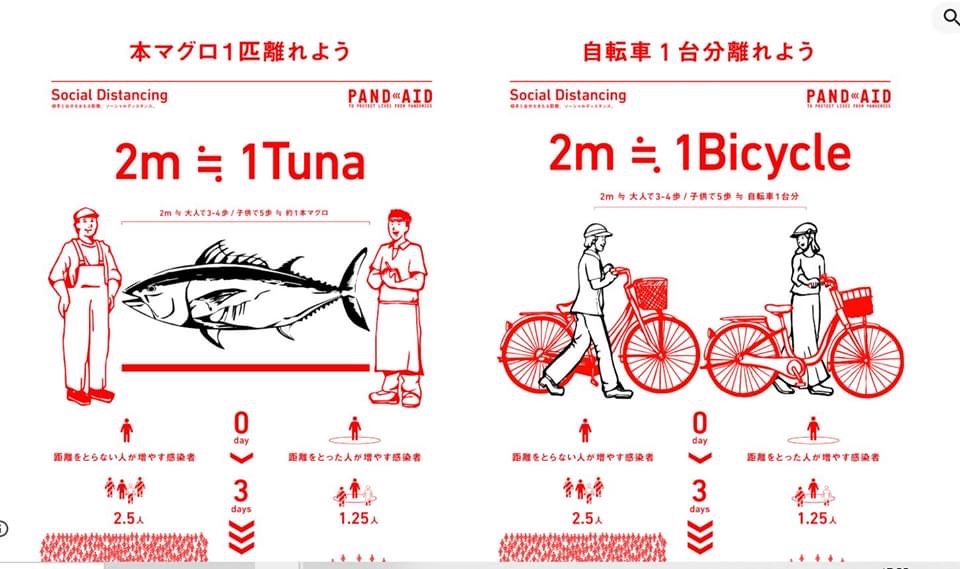 本マグロ1匹離れよう
Social Distancing
PAND AID
TO PROTECT LIVES FROM PANDEMICS
2m ≒ 1Tuna
2m ≒ 大人で3-4歩 / 子供で5歩 ≒ 約1本マグロ
0
day
距離をとらない人が増やす感染者
距離をとった人が増やす感染者
3
days
2.5人
1.25人
自転車1台分離れよう
Social Distancing
PAND AID
TO PROTECT LIVES FROM PANDEMICS
2m ≒ 1Bicycle
2m ≒ 大人で3-4歩 / 子供で5歩 ≒ 自転車1台分
0
day
距離をとらない人が増やす感染者
距離をとった人が増やす感染者
3
days
2.5人
1.25人